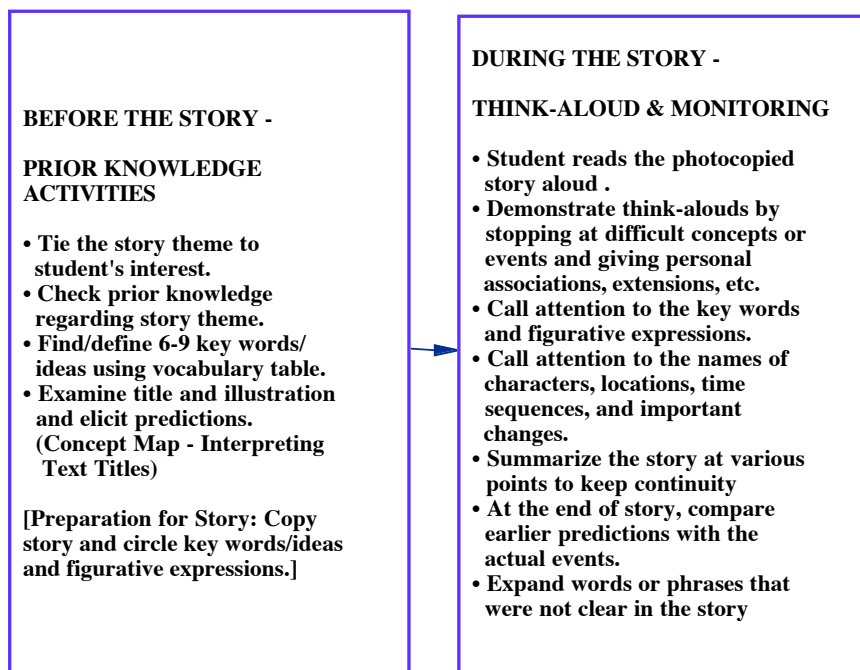 BEFORE THE STORY -
PRIOR KNOWLEDGE
ACTIVITIES
• Tie the story theme to
student's interest.
• Check prior knowledge
regarding story theme.
• Find/define 6-9 key words/
ideas using vocabulary table.
• Examine title and illustration
and elicit predictions.
(Concept Map - Interpreting
Text Titles)
[Preparation for Story: Copy
story and circle key words/ideas
and figurative expressions.]
DURING THE STORY -
THINK-ALOUD & MONITORING
• Student reads the photocopied
story aloud .
• Demonstrate think-alouds by
stopping at difficult concepts or
events and giving personal
associations, extensions, etc.
• Call attention to the key words
and figurative expressions.
• Call attention to the names of
characters, locations, time
sequences, and important
changes.
• Summarize the story at various
points to keep continuity
• At the end of story, compare
earlier predictions with the
actual events.
• Expand words or phrases that
were not clear in the story